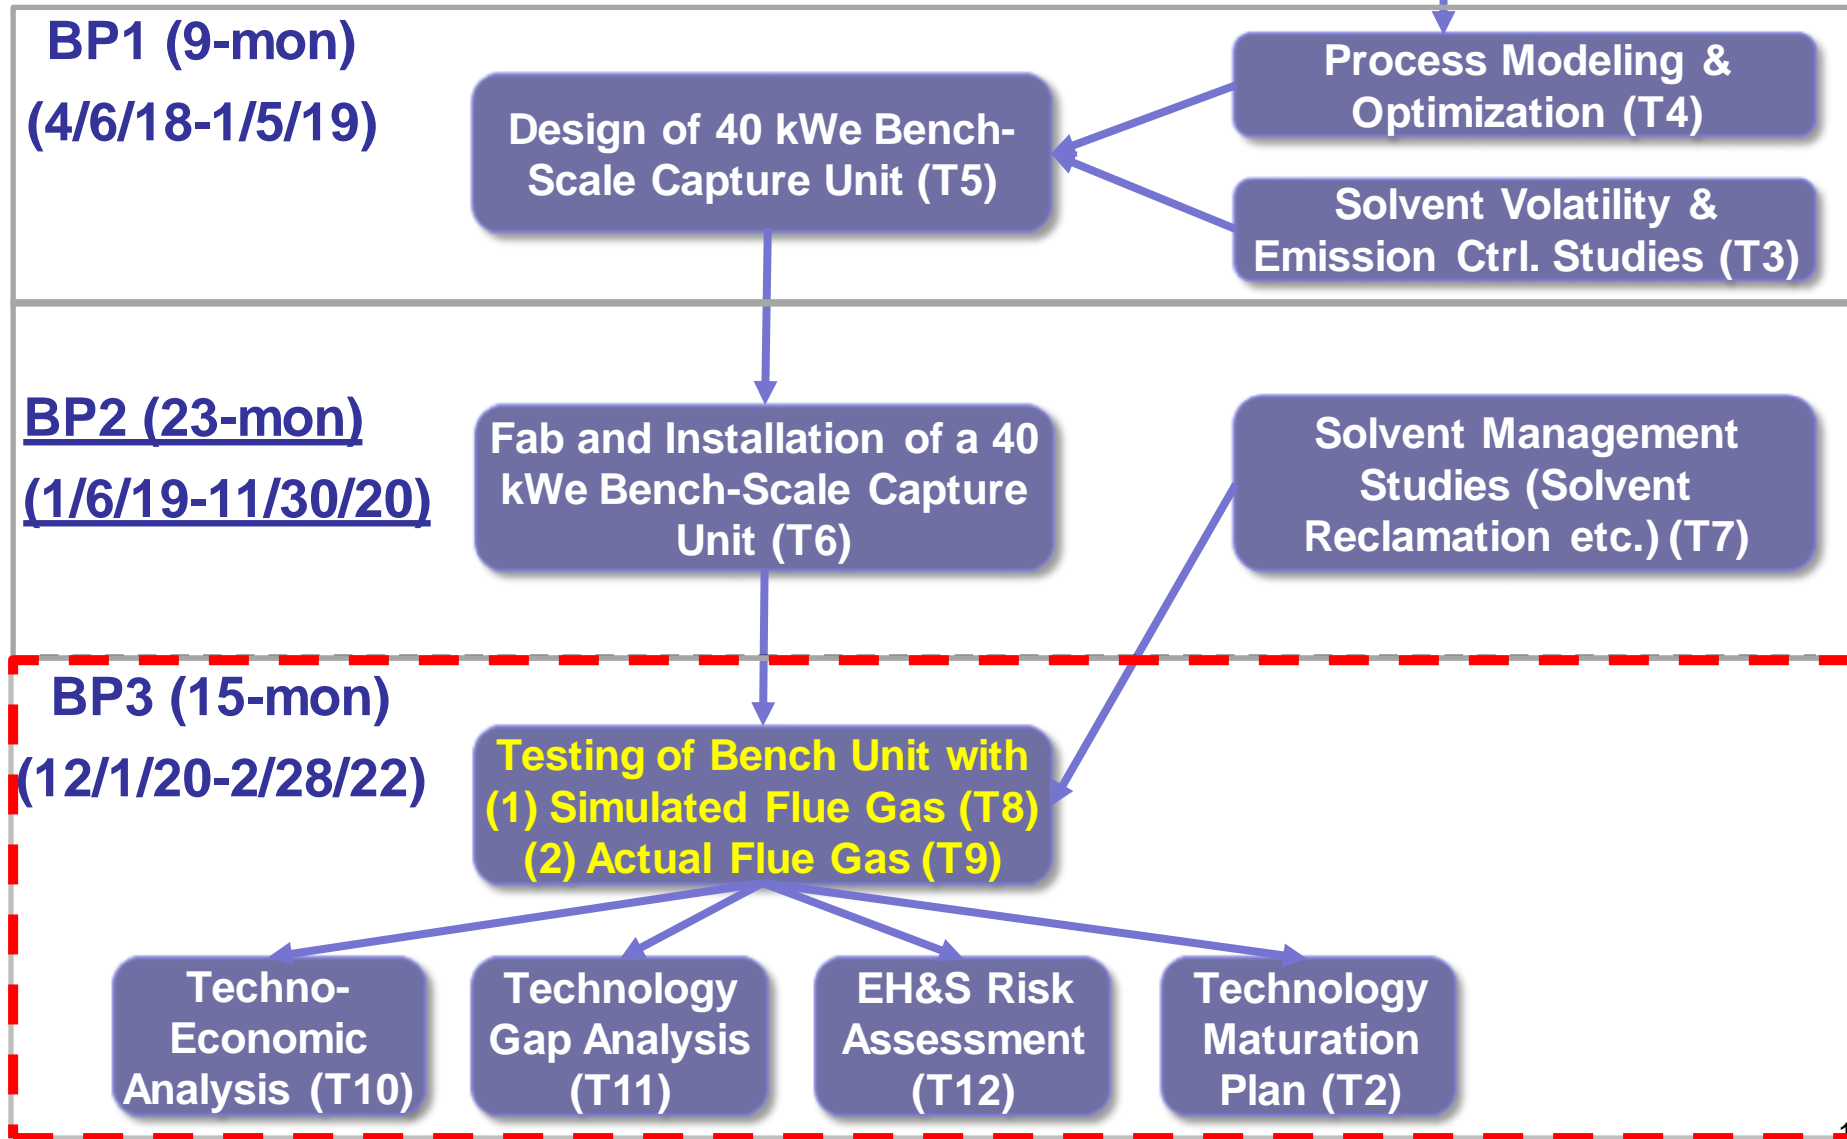 BP1 (9-mon)
(4/6/18-1/5/19)
Process Modeling &
Optimization (T4)
Design of 40 kWe Bench-
Scale Capture Unit (T5)
Solvent Volatility &
Emission Ctrl. Studies (T3)
BP2 (23-mon)
(1/6/19-11/30/20)
Fab and Installation of a 40
kWe Bench-Scale Capture
Unit (T6)
Solvent Management
Studies (Solvent
Reclamation etc.) (T7)
BP3 (15-mon)
(12/1/20-2/28/22)
Testing of Bench Unit with
(1) Simulated Flue Gas (T8)
(2) Actual Flue Gas (T9)
Techno-
Economic
Analysis (T10)
Technology
Gap Analysis
(T11)
EH&S Risk
Assessment
(T12)
Technology
Maturation
Plan (T2)